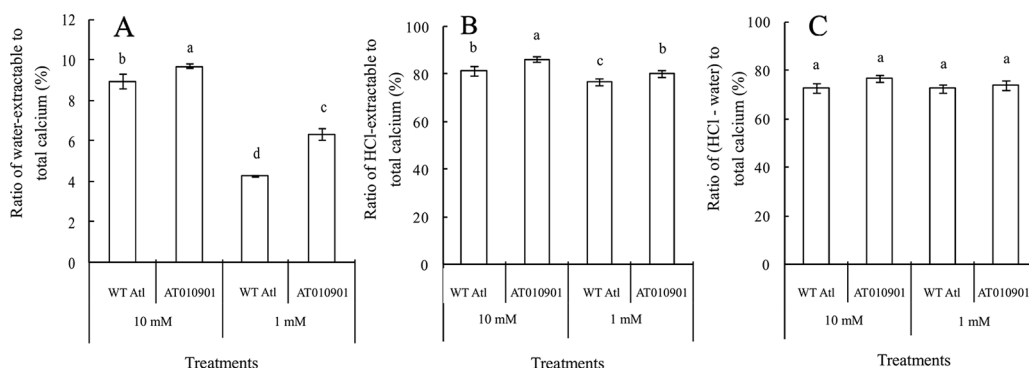 A
Ratio of water-extractable to
total calcium (%)
12
10
8
6
4
2
0
b
a
d
c
WT Atl
AT010901
WT Atl
AT010901
10 mM
1 mM
Treatments
B
Ratio of HCl-extractable to
total calcium (%)
100
80
60
40
20
0
b
a
c
b
WT Atl
AT010901
WT Atl
AT010901
10 mM
1 mM
Treatments
C
Ratio of (HCl - water) to
total calcium (%)
100
80
60
40
20
0
a
a
a
a
WT Atl
AT010901
WT Atl
AT010901
10 mM
1 mM
Treatments